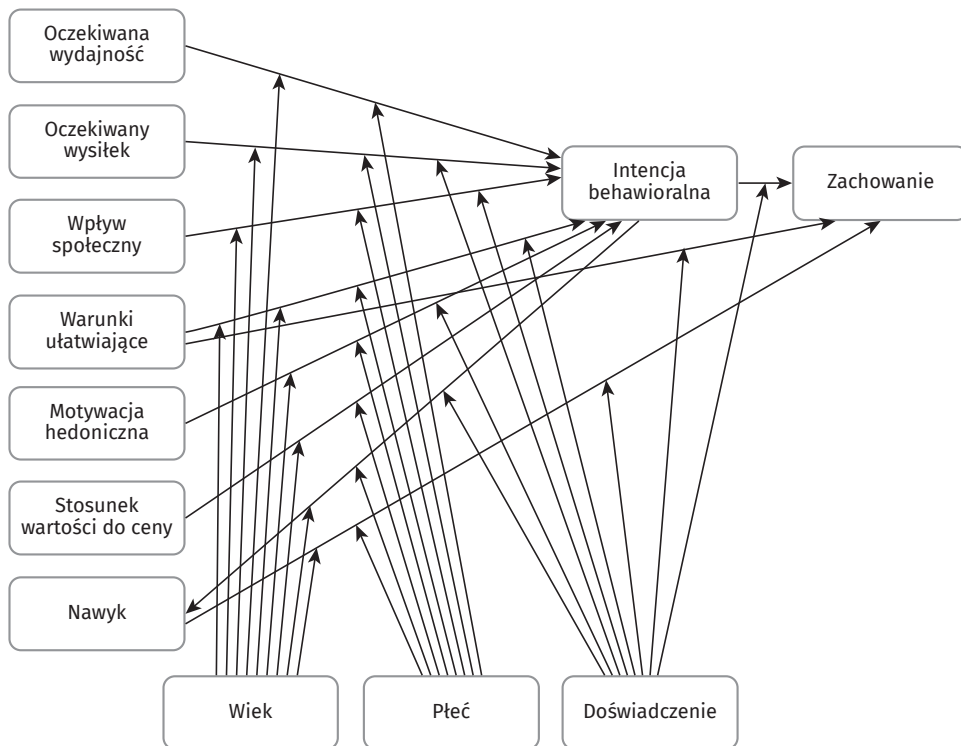 Oczekiwana
wydajność
Oczekiwany
wysiłek
Wpływ
społeczny
Warunki
ułatwiające
Motywacja
hedoniczna
Stosunek
wartości do ceny
Nawyk
Intencja
behawioralna
Zachowanie
Wiek
Płeć
Doświadczenie